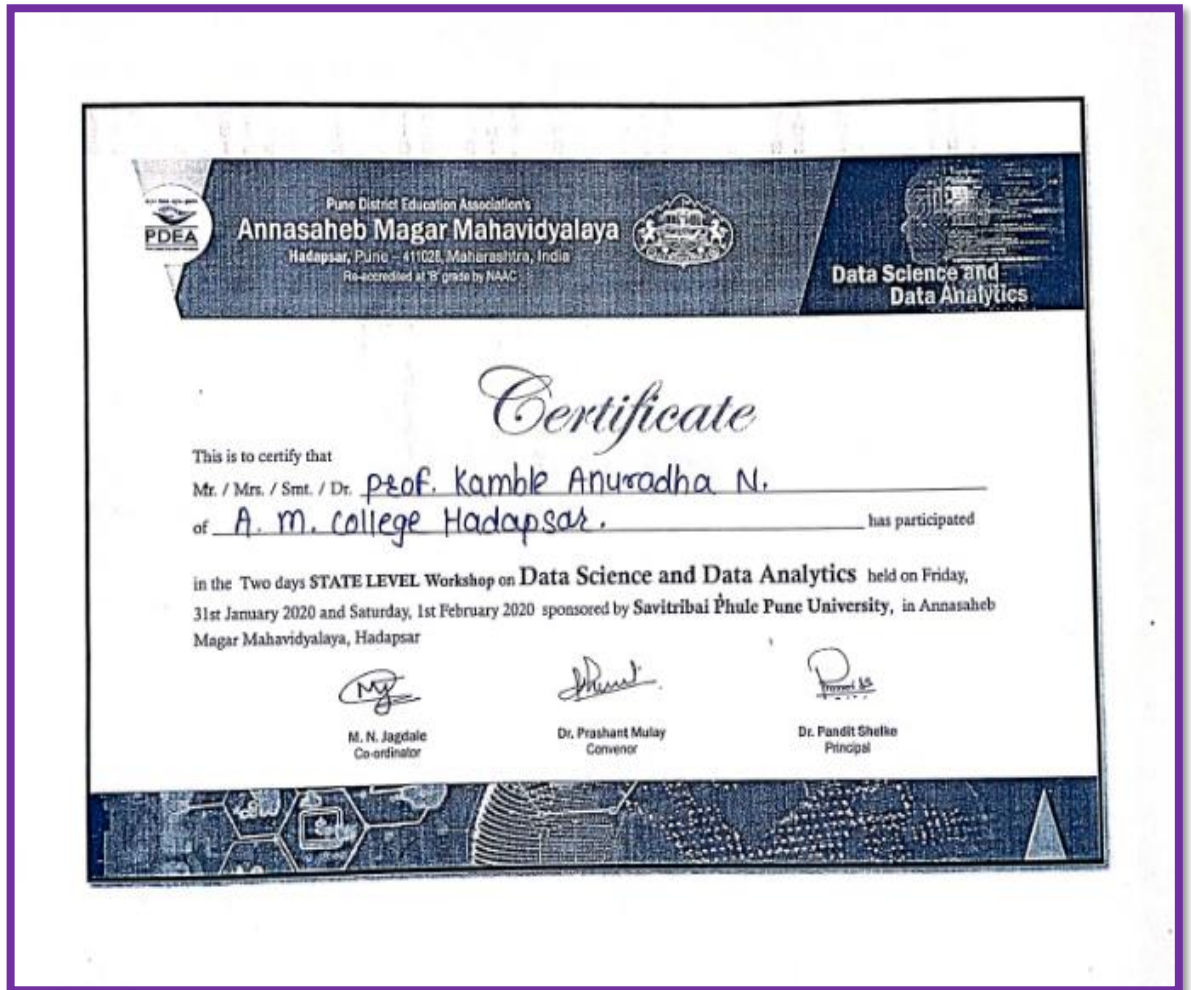 PDEA
Pune District Education Association's
Annasaheb Magar Mahavidyalaya
Hadapsar, Pune – 411028, Maharashtra, India
Re-accredited at 'B' grade by NAAC
Data Science and
Data Analytics
Certificate
This is to certify that
Mr. / Mrs. / Smt. / Dr. Prof. Kamble Anuradha N.
of A. M. College Hadapsar. has participated
in the Two days STATE LEVEL Workshop on Data Science and Data Analytics held on Friday,
31st January 2020 and Saturday, 1st February 2020 sponsored by Savitribai Phule Pune University, in Annasaheb
Magar Mahavidyalaya, Hadapsar
M. N. Jagdale
Co-ordinator
Dr. Prashant Mulay
Convenor
Dr. Pandit Shelke
Principal